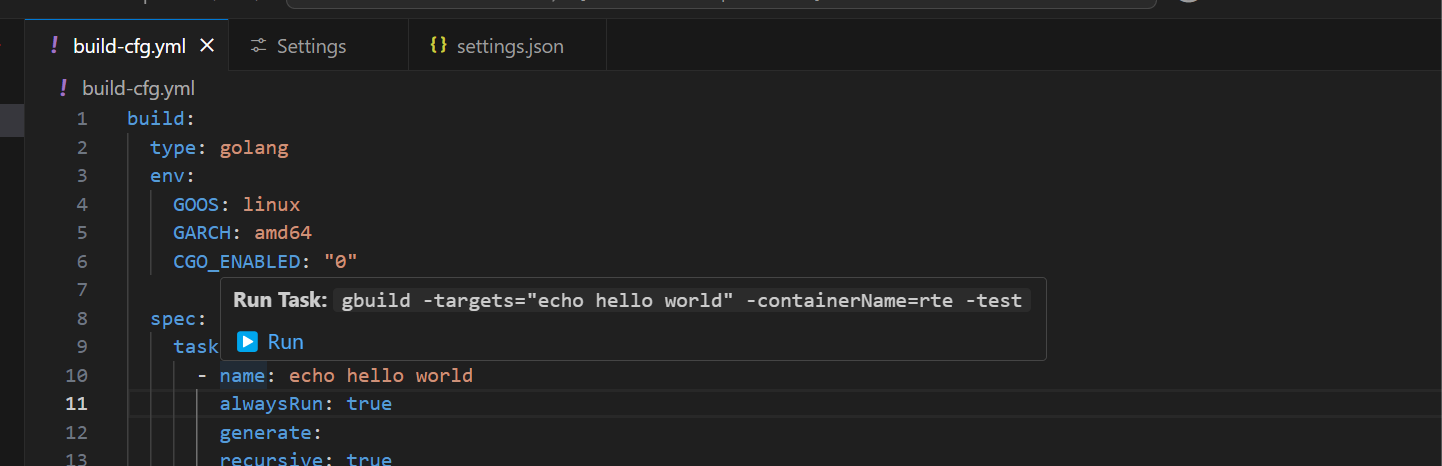 ! build-cfg.yml ×
Settings
{} settings.json
! build-cfg.yml
1 build:
2 type: golang
3 env:
4 GOOS: linux
5 GARCH: amd64
6 CGO_ENABLED: "0"
7
Run Task: gbuild -targets="echo hello world" -containerName=rte -test
Run
8 spec:
9 task
10 - name: echo hello world
11 alwaysRun: true
12 generate:
13 recursive: true